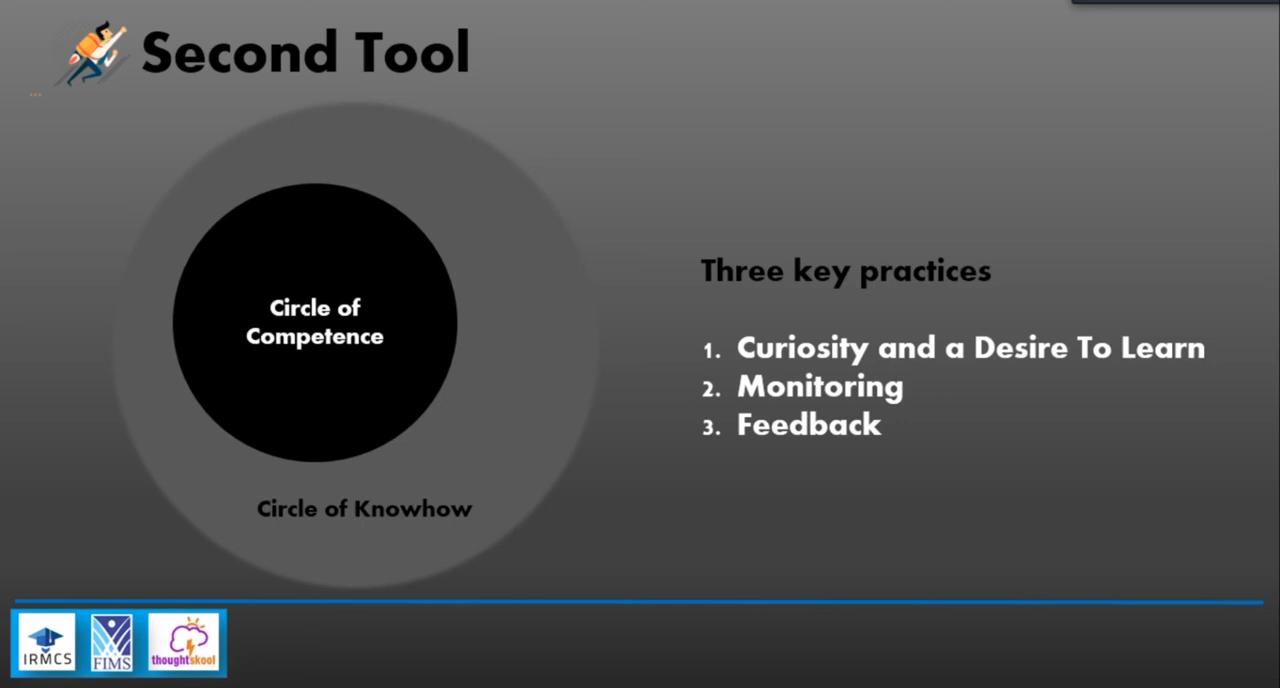 Second Tool
...
Circle of
Competence
Circle of Knowhow
Three key practices
1. Curiosity and a Desire To Learn
2. Monitoring
3. Feedback
IRMCS
FIMS
thoughtskool